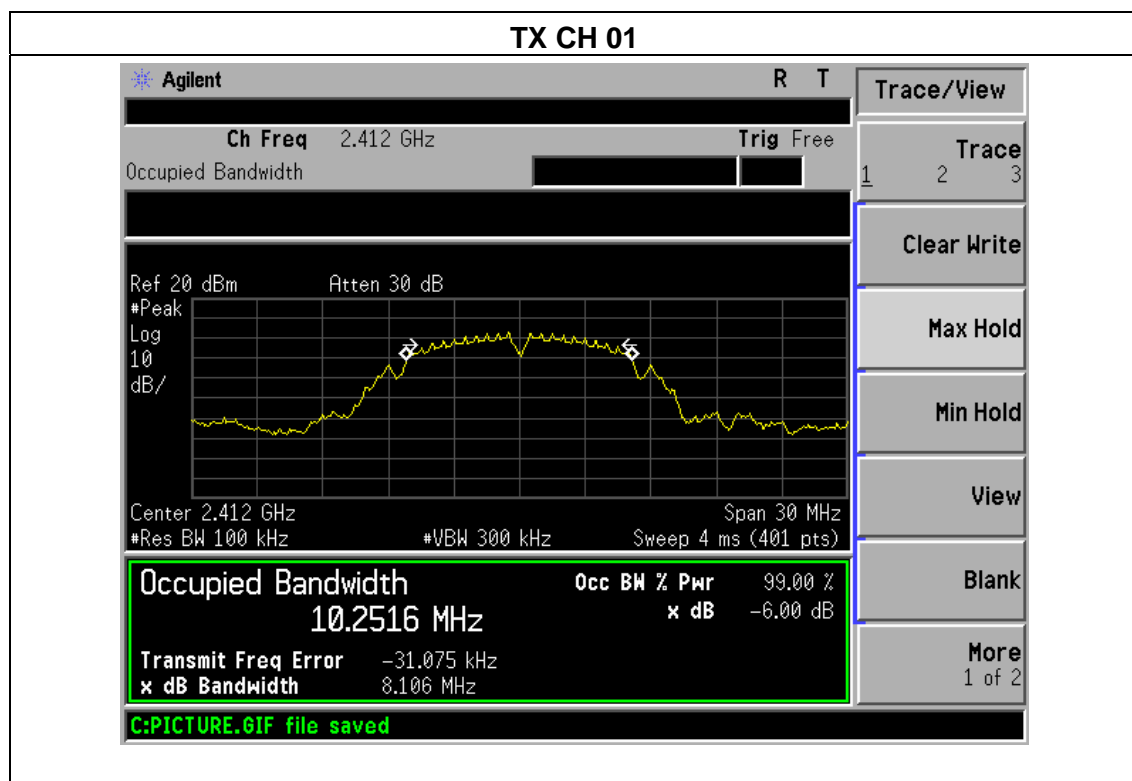 TX CH 01
Agilent R T
Trace/View
Ch Freq 2.412 GHz Trig Free
Occupied Bandwidth
Trace
1 2 3
Clear Write
Max Hold
Min Hold
View
Blank
More
1 of 2
Ref 20 dBm Atten 30 dB
#Peak
Log
10
dB/
Center 2.412 GHz Span 30 MHz
#Res BW 100 kHz #VBW 300 kHz Sweep 4 ms (401 pts)
Occupied Bandwidth Occ BW % Pwr 99.00 %
10.2516 MHz x dB -6.00 dB
Transmit Freq Error -31.075 kHz
x dB Bandwidth 8.106 MHz
C:PICTURE.GIF file saved